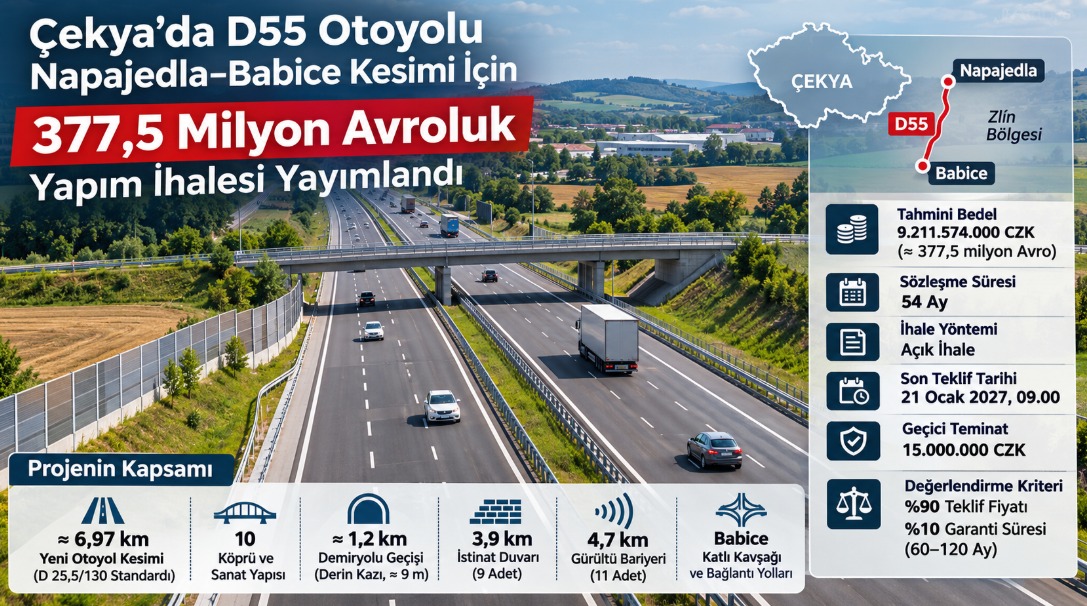 Çekya'da D55 Otoyolu
Napajedla–Babice Kesimi İçin
377,5 Milyon Avroluk
Yapım İhalesi Yayımlandı
ÇEKYA
Napajedla
D55
Zlín
Bölgesi
Babice
Tahmini Bedel
9.211.574.000 CZK
(≈ 377,5 milyon Avro)
Sözleşme Süresi
54 Ay
İhale Yöntemi
Açık İhale
Son Teklif Tarihi
21 Ocak 2027, 09.00
Geçici Teminat
15.000.000 CZK
Değerlendirme Kriteri
%90 Teklif Fiyatı
%10 Garanti Süresi
(60–120 Ay)
Projenin Kapsamı
≈ 6,97 km
Yeni Otoyol Kesimi
(D 25,5/130 Standardı)
10
Köprü ve
Sanat Yapısı
≈ 1,2 km
Demiryolu Geçişi
(Derin Kazı, ≈ 9 m)
3,9 km
İstinat Duvarı
(9 Adet)
4,7 km
Gürültü Bariyeri
(11 Adet)
Babice
Katlı Kavşağı
ve Bağlantı Yolları